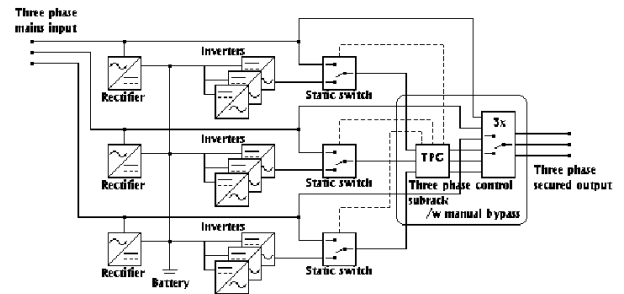 Three phase
mains input
Inverters
Rectifier
Static switch
Inverters
Rectifier
Static switch
3x
TPC
Three phase control
subrack
/w manual bypass
Three phase
secured output
Inverters
Rectifier
Battery
Static switch